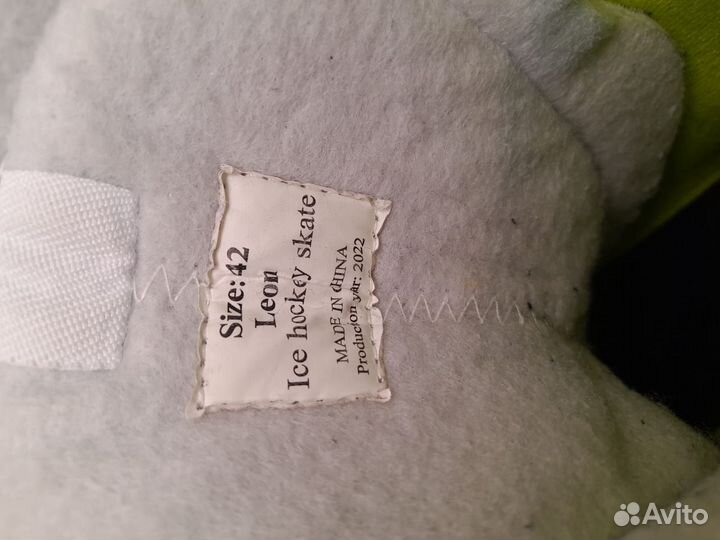 Size: 42
Leon
Ice hockey skate
MADE IN CHINA
Production year: 2022
Avito